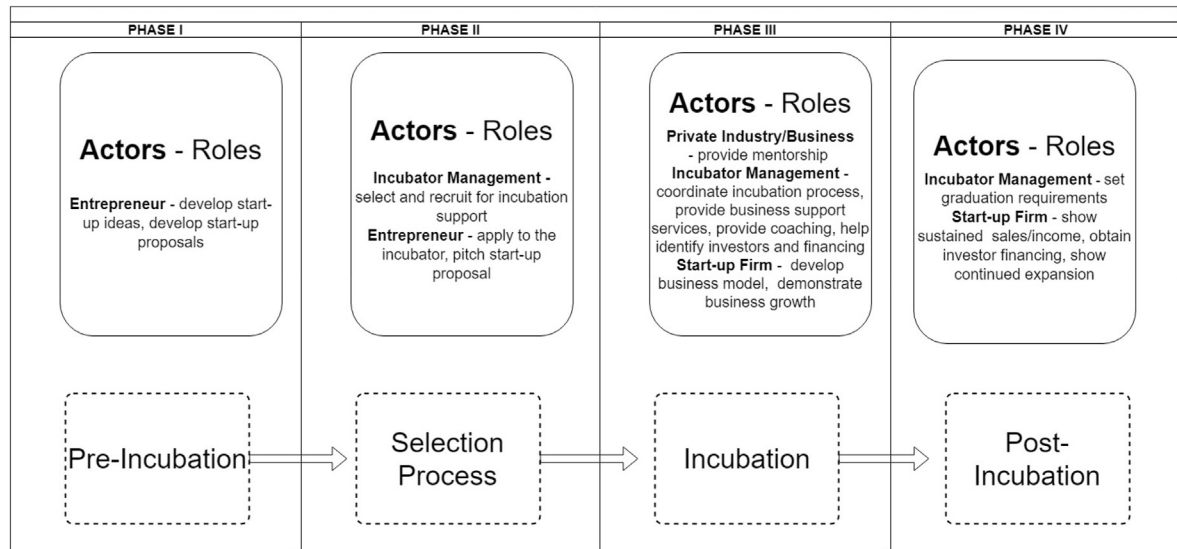 PHASE I
PHASE II
PHASE III
PHASE IV
Actors - Roles
Entrepreneur - develop start-
up ideas, develop start-up
proposals
Actors - Roles
Incubator Management -
select and recruit for incubation
support
Entrepreneur - apply to the
incubator, pitch start-up
proposal
Actors - Roles
Private Industry/Business
- provide mentorship
Incubator Management -
coordinate incubation process,
provide business support
services, provide coaching, help
identify investors and financing
Start-up Firm - develop
business model, demonstrate
business growth
Actors - Roles
Incubator Management - set
graduation requirements
Start-up Firm - show
sustained sales/income, obtain
investor financing, show
continued expansion
Pre-Incubation
Selection
Process
Incubation
Post-
Incubation